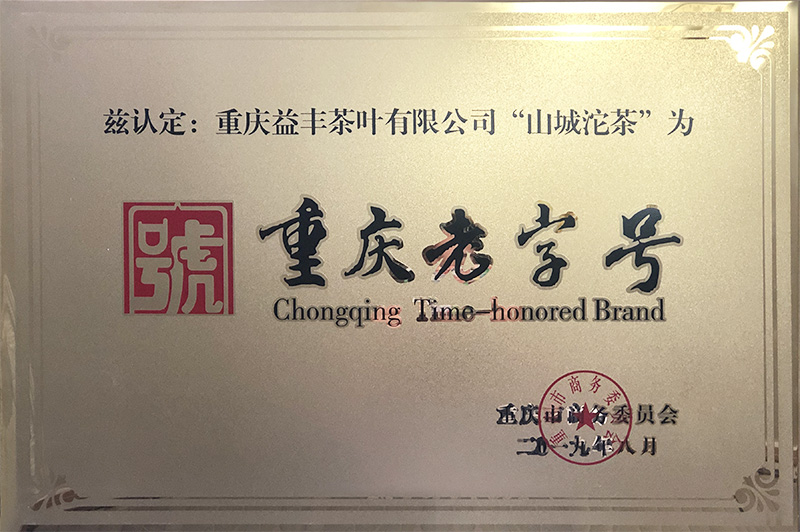 兹认定：重庆益丰茶叶有限公司“山城沱茶”为
號
重庆老字号
Chongqing Time-honored Brand
重庆市商务委员会
二〇一九年八月